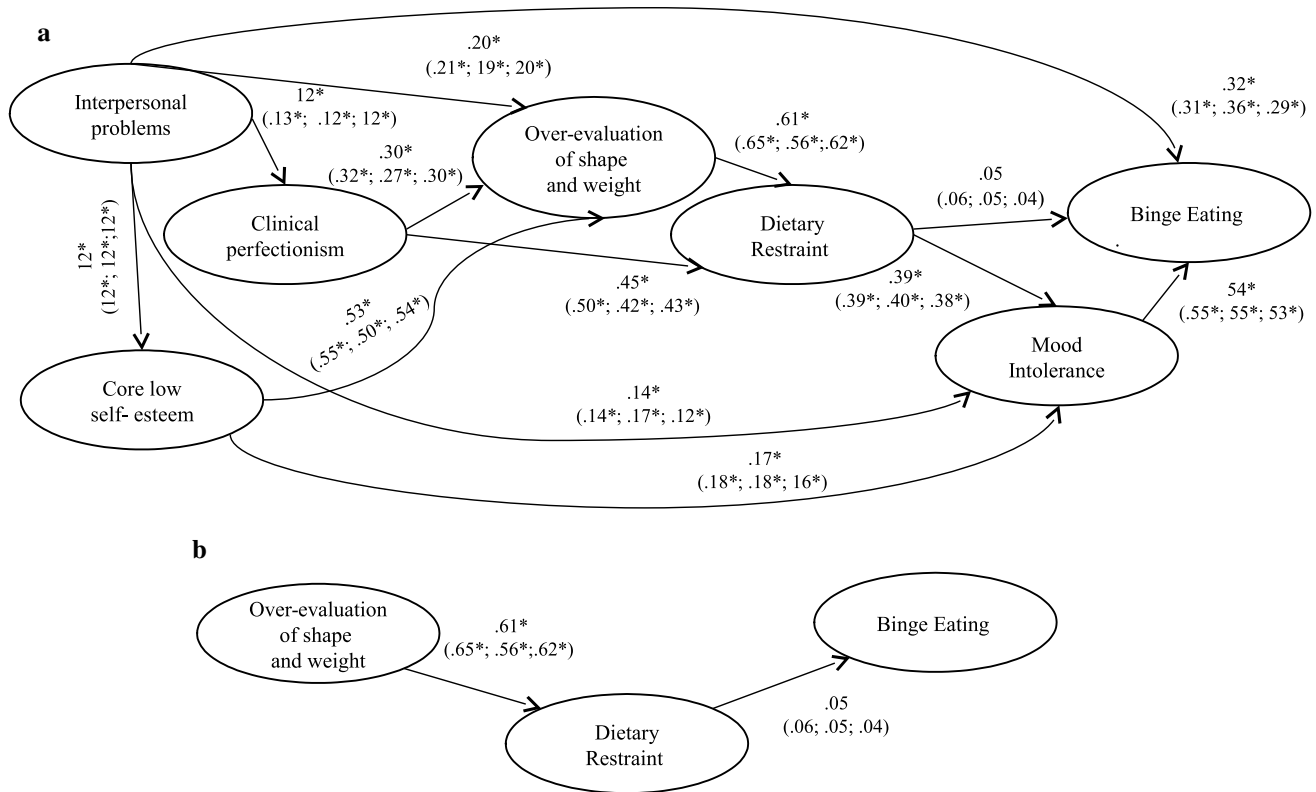 a
.20*
(.21*; 19*; 20*)
Interpersonal
problems
12*
(.13*; .12*; 12*)
.32*
(.31*; .36*; .29*)
Over-evaluation
of shape
and weight
.61*
(.65*; .56*;.62*)
.30*
(.32*; .27*; .30*)
Clinical
perfectionism
Dietary
Restraint
.05
(.06; .05; .04)
Binge Eating
.
12*
(12*; 12*;12*)
.45*
(.50*; .42*; .43*)
.39*
(.39*; .40*; .38*)
54*
(.55*; 55*; 53*)
.53*
(.55*; .50*; .54*)
Mood
Intolerance
Core low
self- esteem
.14*
(.14*; .17*; .12*)
.17*
(.18*; .18*; 16*)
b
Over-evaluation
of shape
and weight
.61*
(.65*; .56*;.62*)
Binge Eating
Dietary
Restraint
.05
(.06; .05; .04)